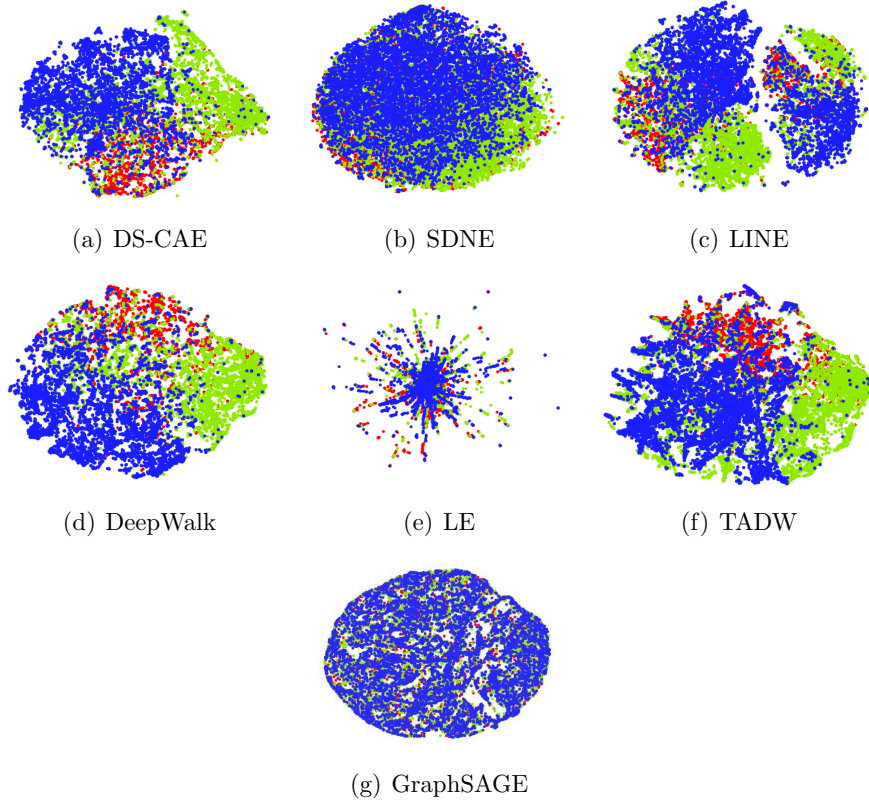 (a) DS-CAE
(b) SDNE
(c) LINE
(d) DeepWalk
(e) LE
(f) TADW
(g) GraphSAGE